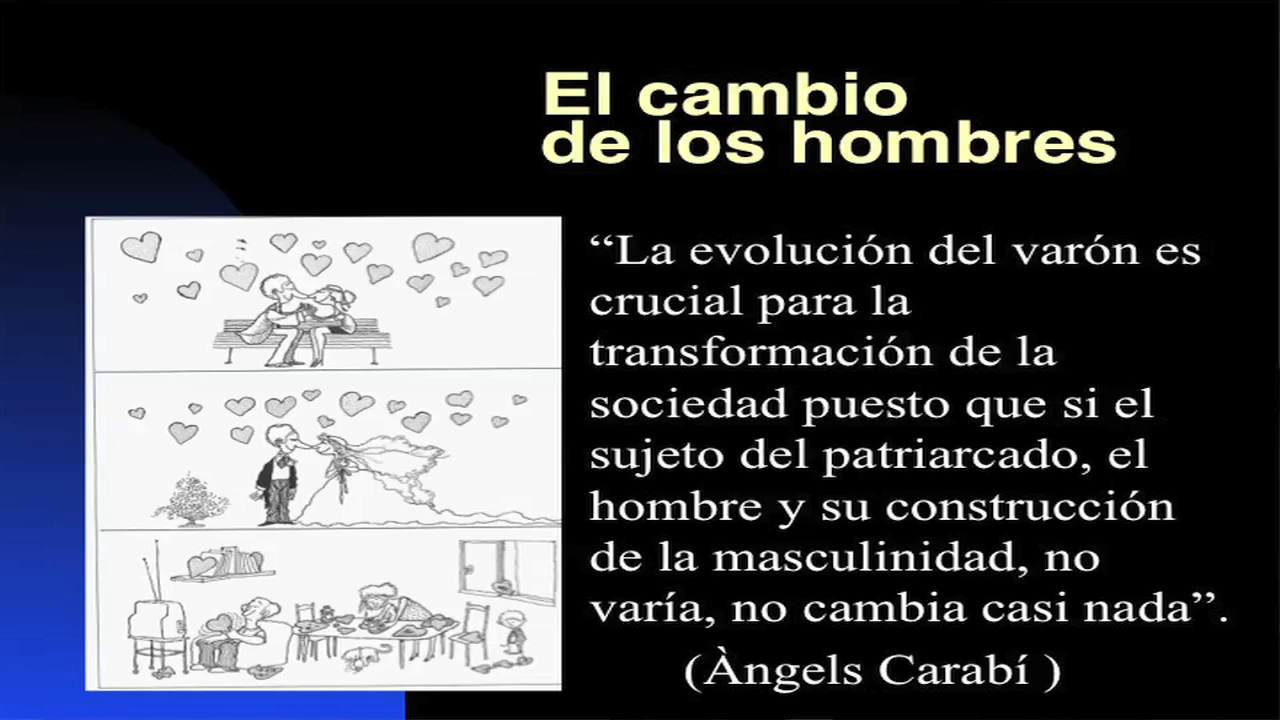 El cambio
de los hombres
“La evolución del varón es
crucial para la
transformación de la
sociedad puesto que si el
sujeto del patriarcado, el
hombre y su construcción
de la masculinidad, no
varía, no cambia casi nada”.
(Àngels Carabí )